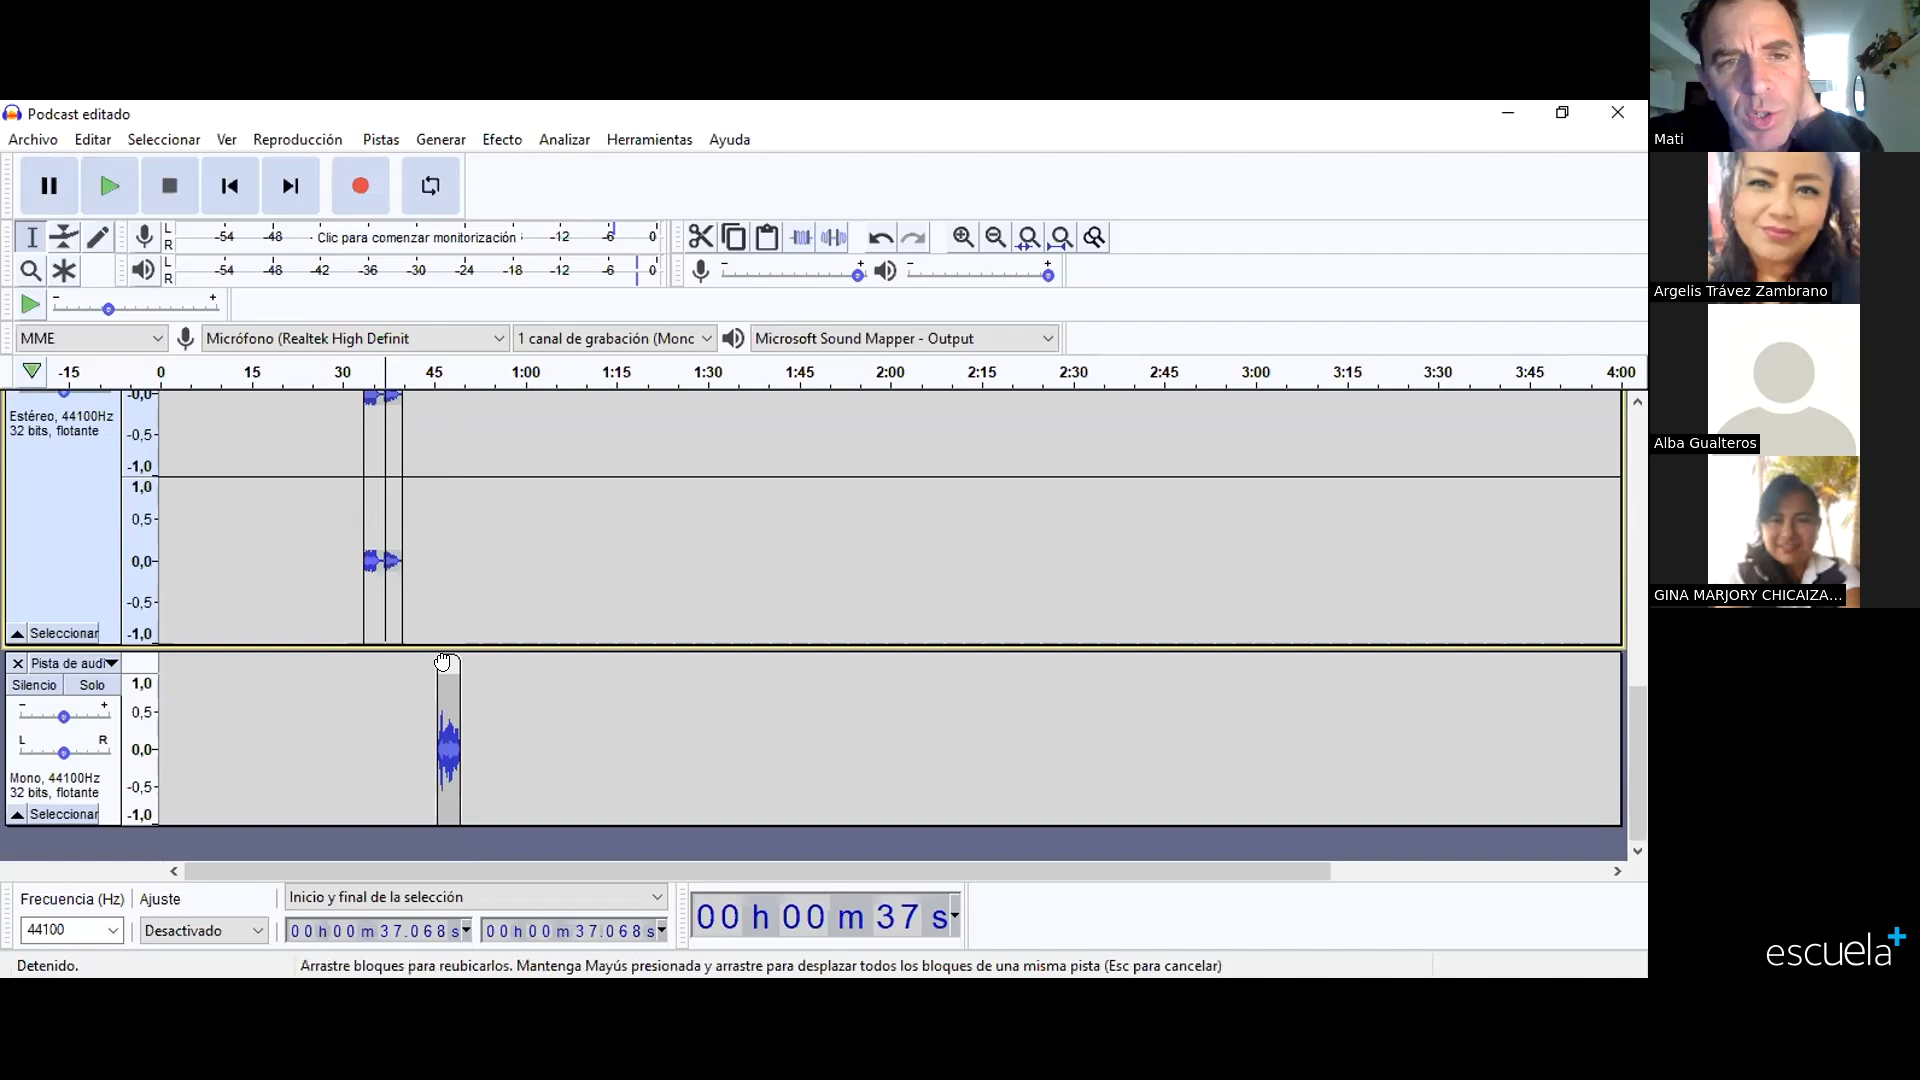 Podcast editado
Archivo Editar Seleccionar Ver Reproducción Pistas Generar Efecto Analizar Herramientas Ayuda
L
R
-54 -48 - Clic para comenzar monitorización -12 -6 0
L
R
-54 -48 -42 -36 -30 -24 -18 -12 -6 0
- +
- +
- +
MME
Micrófono (Realtek High Definit
1 canal de grabación (Monc
Microsoft Sound Mapper - Output
-15 0 15 30 45 1:00 1:15 1:30 1:45 2:00 2:15 2:30 2:45 3:00 3:15 3:30 3:45 4:00
Estéreo, 44100Hz
32 bits, flotante
-0,0-
-0,5-
-1,0
1,0
0,5-
0,0-
-0,5-
-1,0
Seleccionar
Pista de audi
Silencio Solo
- +
L R
Mono, 44100Hz
32 bits, flotante
Seleccionar
1,0
0,5-
0,0-
-0,5-
-1,0
Frecuencia (Hz)
44100
Ajuste
Desactivado
Inicio y final de la selección
00 h 00 m 37.068 s
00 h 00 m 37.068 s
00 h 00 m 37 s
Detenido.
Arrastre bloques para reubicarlos. Mantenga Mayús presionada y arrastre para desplazar todos los bloques de una misma pista (Esc para cancelar)
Mati
Argelis Trávez Zambrano
Alba Gualteros
GINA MARJORY CHICAIZA...
escuela+